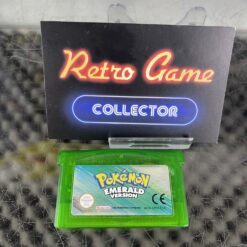 Retro Game
COLLECTOR
POKéMON
EMERALD
VERSION
CE